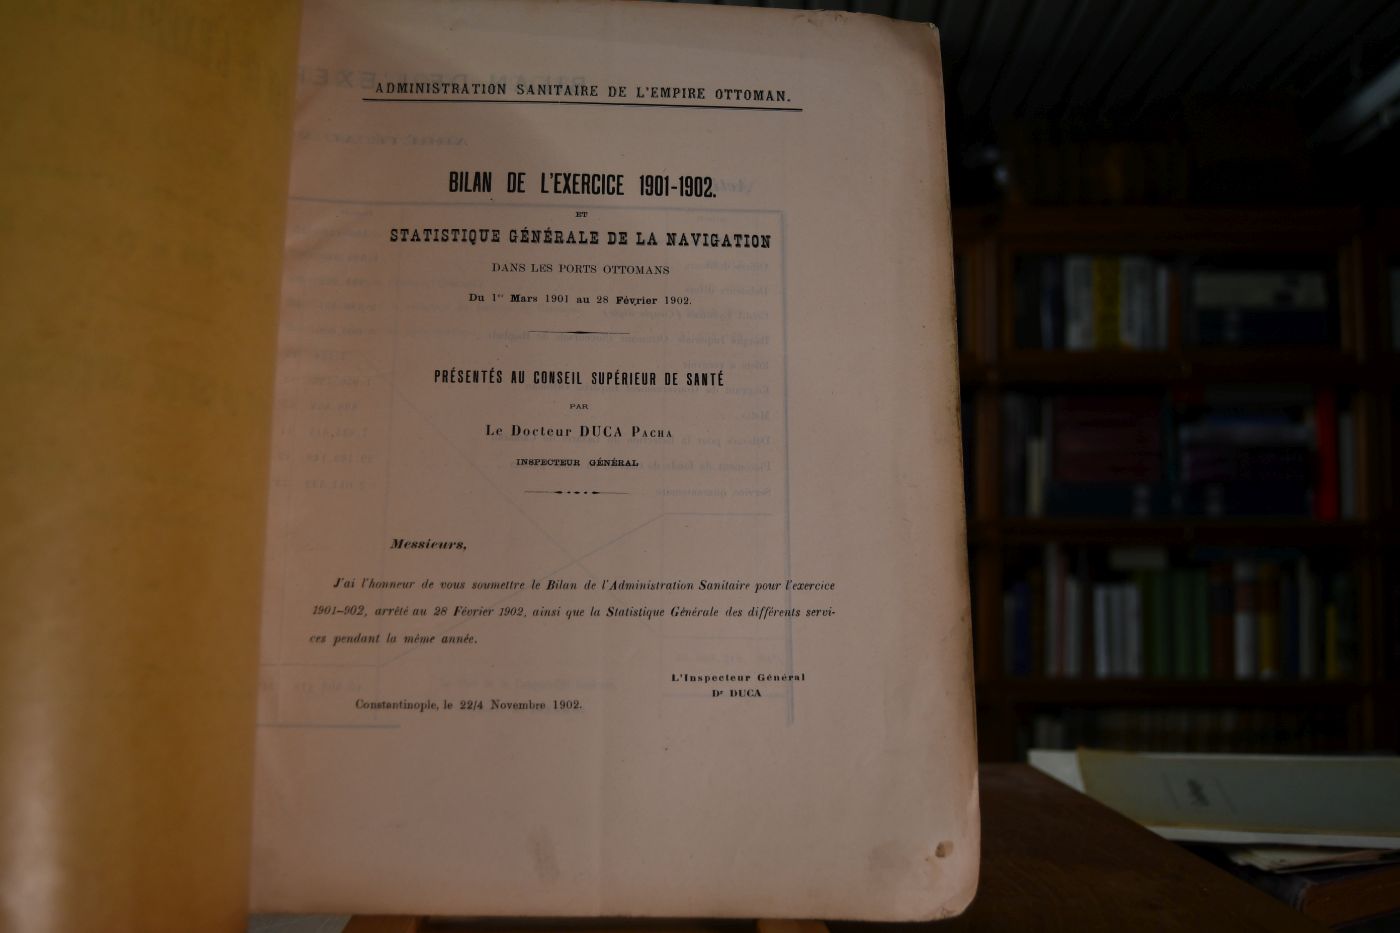 ADMINISTRATION SANITAIRE DE L'EMPIRE OTTOMAN.
BILAN DE L'EXERCICE 1901-1902.
ET
STATISTIQUE GÉNÉRALE DE LA NAVIGATION
DANS LES PORTS OTTOMANS
Du 1er Mars 1901 au 28 Février 1902.
PRÉSENTÉS AU CONSEIL SUPÉRIEUR DE SANTÉ
PAR
Le Docteur DUCA PACHA
INSPECTEUR GÉNÉRAL
Messieurs,
J'ai l'honneur de vous soumettre le Bilan de l'Administration Sanitaire pour l'exercice
1901-902, arrêté au 28 Février 1902, ainsi que la Statistique Générale des différents servi-
ces pendant la même année.
L'Inspecteur Général
Dr DUCA
Constantinople, le 22/4 Novembre 1902.